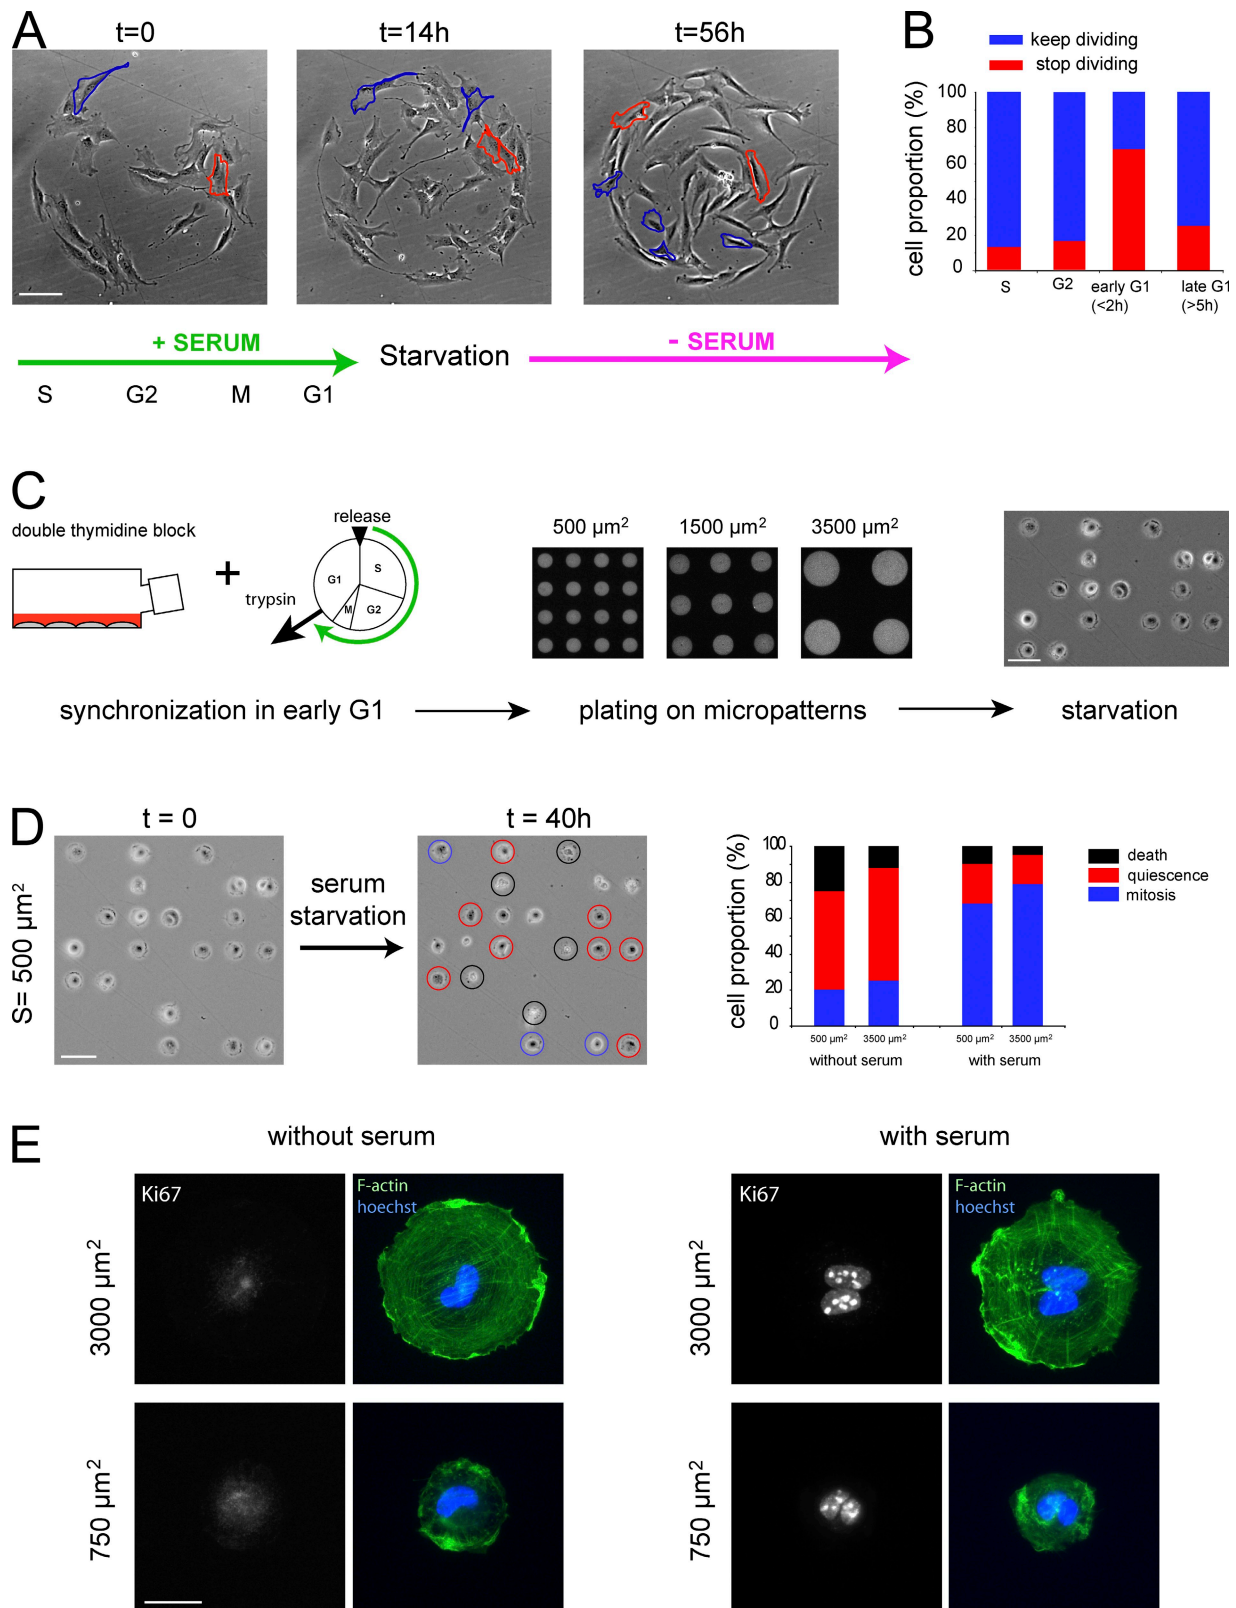 A
t=0
t=14h
t=56h
+ SERUM
Starvation
- SERUM
S
G2
M
G1
B
keep dividing
stop dividing
cell proportion (%)
100
80
60
40
20
0
S
G2
early G1
(<2h)
late G1
(>5h)
C
double thymidine block
+
release
trypsin
G1
S
M
G2
500 µm²
1500 µm²
3500 µm²
synchronization in early G1
plating on micropatterns
starvation
D
t = 0
t = 40h
S= 500 µm²
serum
starvation
cell proportion (%)
100
80
60
40
20
0
500 µm²
3500 µm²
500 µm²
3500 µm²
without serum
with serum
death
quiescence
mitosis
E
without serum
with serum
3000 µm²
Ki67
F-actin
hoechst
3000 µm²
Ki67
F-actin
hoechst
750 µm²
750 µm²